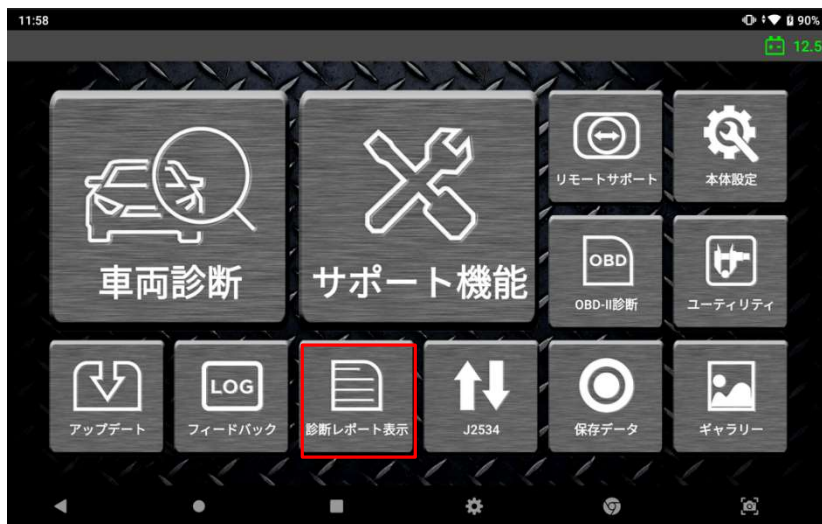 11:58
90%
12.5
車両診断
サポート機能
リモートサポート
本体設定
OBD
OBD-II診断
ユーティリティ
アップデート
LOG
フィードバック
診断レポート表示
J2534
保存データ
ギャラリー